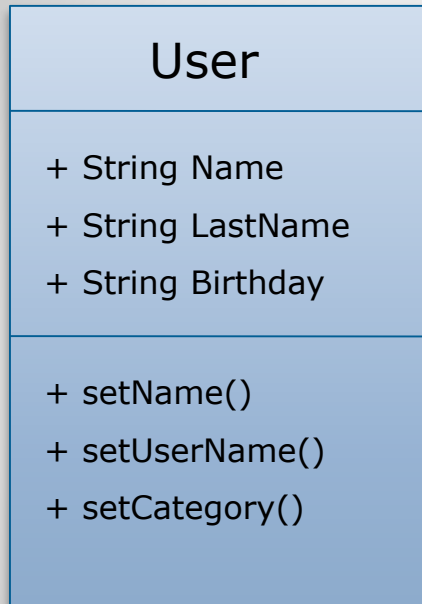 User
+ String Name
+ String LastName
+ String Birthday
+ setName()
+ setUserName()
+ setCategory()